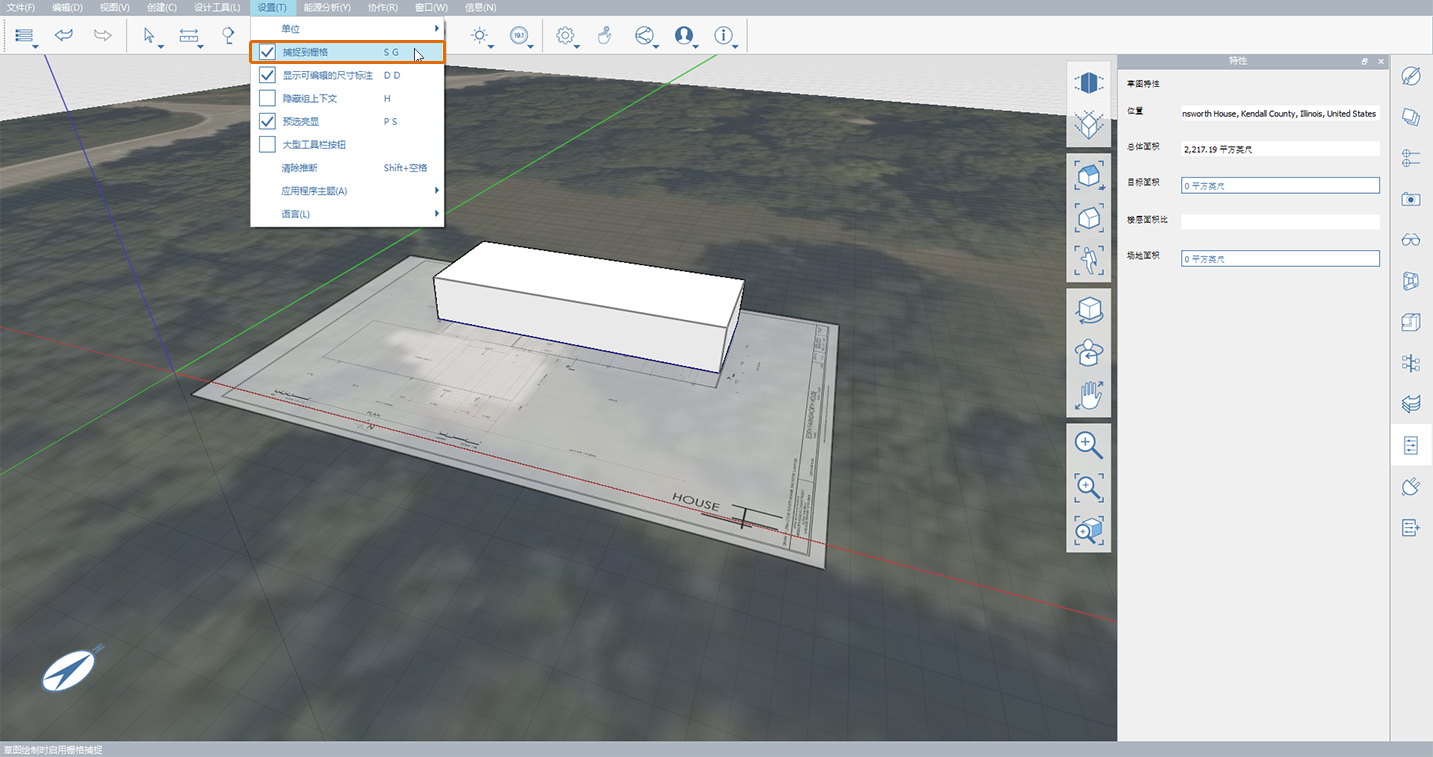 文件(F) 编辑(D) 视图(V) 创建(C) 设计工具(L) 设置(T) 能源分析(Y) 协作(R) 窗口(W) 信息(N)
单位
捕捉到栅格 S G
显示可编辑的尺寸标注 D D
隐藏组上下文 H
预选亮显 P S
大型工具栏按钮
清除推断 Shift+空格
应用程序主题(A)
语言(L)
19.1
特性
草图特性
位置 nsworth House, Kendall County, Illinois, United States
总体面积 2,217.19 平方英尺
目标面积 0 平方英尺
楼层面积比
场地面积 0 平方英尺
PLAN
HOUSE
草图绘制时启用栅格捕捉